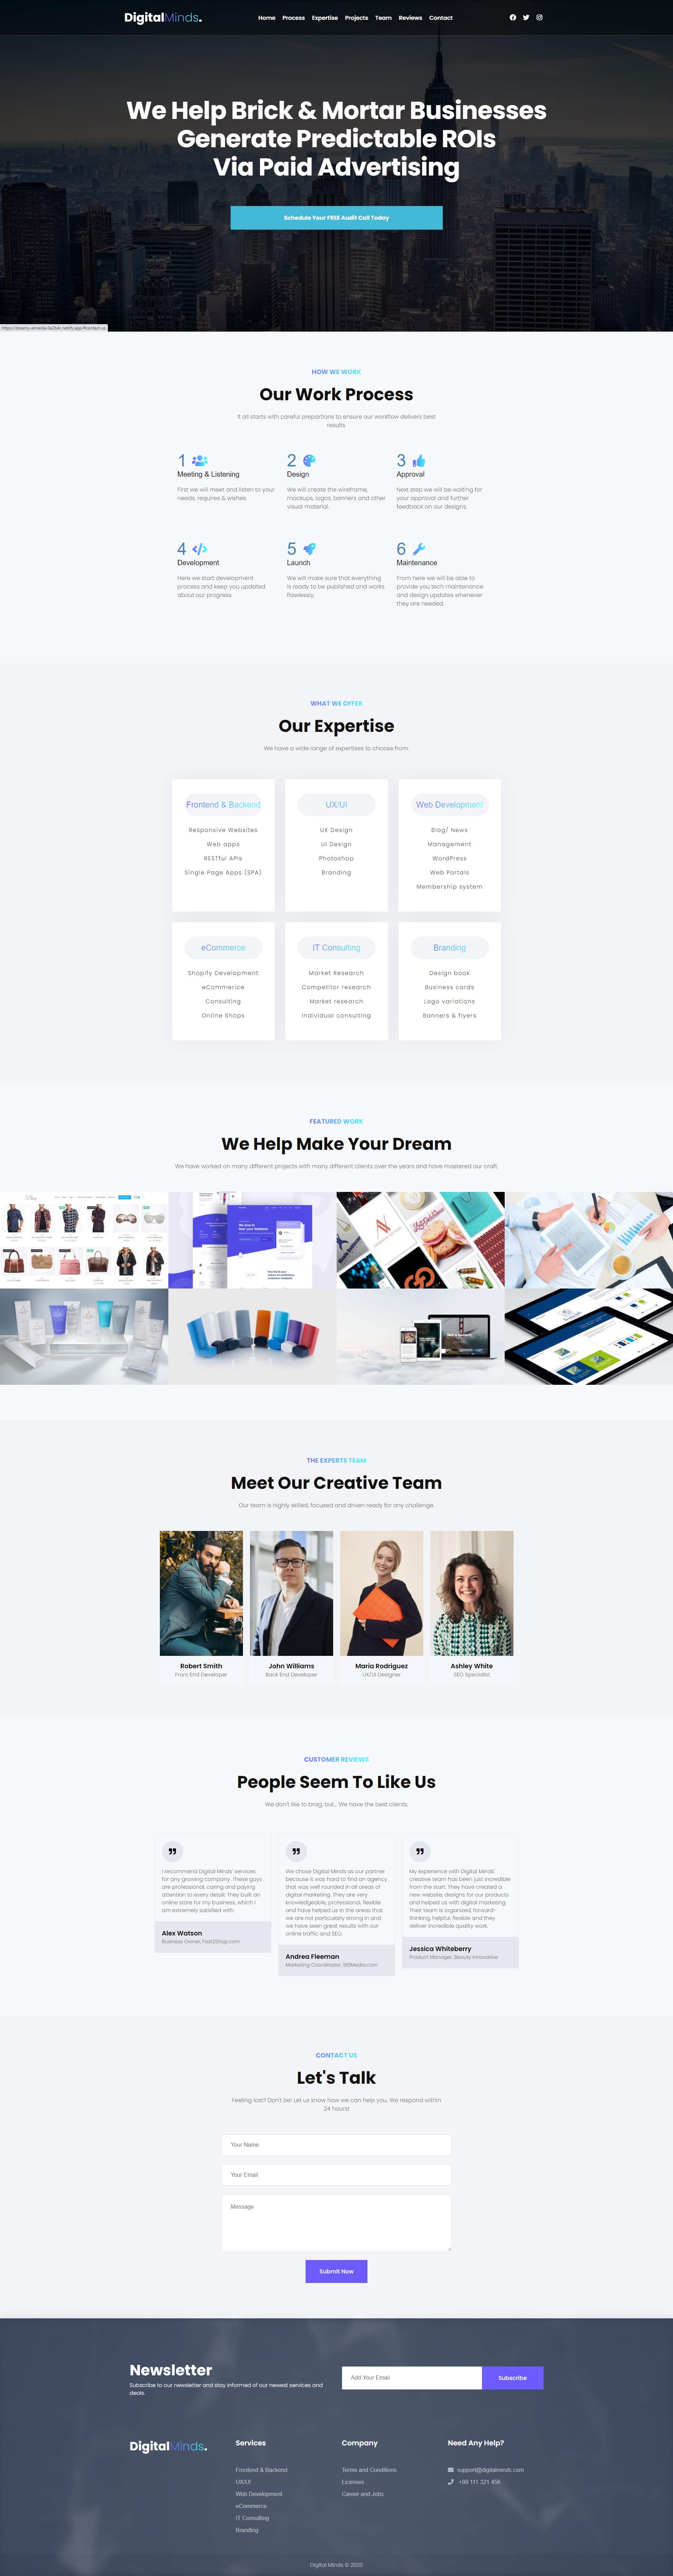 DigitalMinds.
Home Process Expertise Projects Team Reviews Contact
We Help Brick & Mortar Businesses
Generate Predictable ROIs
Via Paid Advertising
Schedule Your FREE Audit Call Today
HOW WE WORK
Our Work Process
It all starts with careful prepartions to ensure our workflow delivers best
results.
1
Meeting & Listening
First we will meet and listen to your
needs, requires & wishes.
2
Design
We will create the wireframe,
mockups, logos, banners and other
visual material.
3
Approval
Next step we will be waiting for
your approval and further
feedback on our designs.
4
Development
Here we start development
process and keep you updated
about our progress.
5
Launch
We will make sure that everything
is ready to be published and works
flawlessly.
6
Maintenance
From here we will be able to
provide you tech maintenance
and design updates whenever
they are needed.
WHAT WE OFFER
Our Expertise
We have a wide range of expertises to choose from.
Frontend & Backend
Responsive Websites
Web apps
RESTful APIs
Single Page Apps (SPA)
UX/UI
UX Design
UI Design
Photoshop
Branding
Web Development
Blog/ News
Management
WordPress
Web Portals
Membership system
eCommerce
Shopify Development
eCommerice
Consulting
Online Shops
IT Consulting
Market Research
Competitor research
Market research
Individual consulting
Branding
Design book
Business cards
Logo variations
Banners & flyers
FEATURED WORK
We Help Make Your Dream
We have worked on many different projects with many different clients over the years and have mastered our craft.
THE EXPERTS TEAM
Meet Our Creative Team
Our team is highly skilled, focused and driven ready for any challenge.
Robert Smith
Front End Developer
John Williams
Back End Developer
Maria Rodriguez
UX/UI Designer
Ashley White
SEO Specialist
CUSTOMER REVIEWS
People Seem To Like Us
We don't like to brag, but... We have the best clients.
I recommend Digital Minds' services
for any growing company. These guys
are professional, caring and paying
attention to every detail. They built an
online store for my business, which I
am extremely satisfied with.
Alex Watson
Business Owner, Fast2Shop.com
We chose Digital Minds as our partner
because it was hard to find an agency
that was well rounded in all areas of
digital marketing. They are very
knowledgeable, professional, flexible
and have helped us in the areas that
we are not particularly strong in and
we have seen great results with our
online traffic and SEO.
Andrea Fleeman
Marketing Coordinator, 180Media.com
My experience with Digital Minds'
creative team has been just incredible
from the start. They have created a
new website, designs for our products
and helped us with digital marketing.
Their team is organized, forward-
thinking, helpful, flexible and they
deliver incredible quality work.
Jessica Whiteberry
Product Manager, Beauty Innovative
CONTACT US
Let's Talk
Feeling lost? Don't be! Let us know how we can help you. We respond within
24 hours!
Your Name
Your Email
Message
Submit Now
Newsletter
Subscribe to our newsletter and stay informed of our newest services and
deals.
Add Your Email
Subscribe
DigitalMinds.
Services
Frontend & Backend
UX/UI
Web Development
eCommerce
IT Consulting
Branding
Company
Terms and Conditions
Licenses
Career and Jobs
Need Any Help?
support@digitalminds.com
+99 111 321 456
Digital Minds © 2020